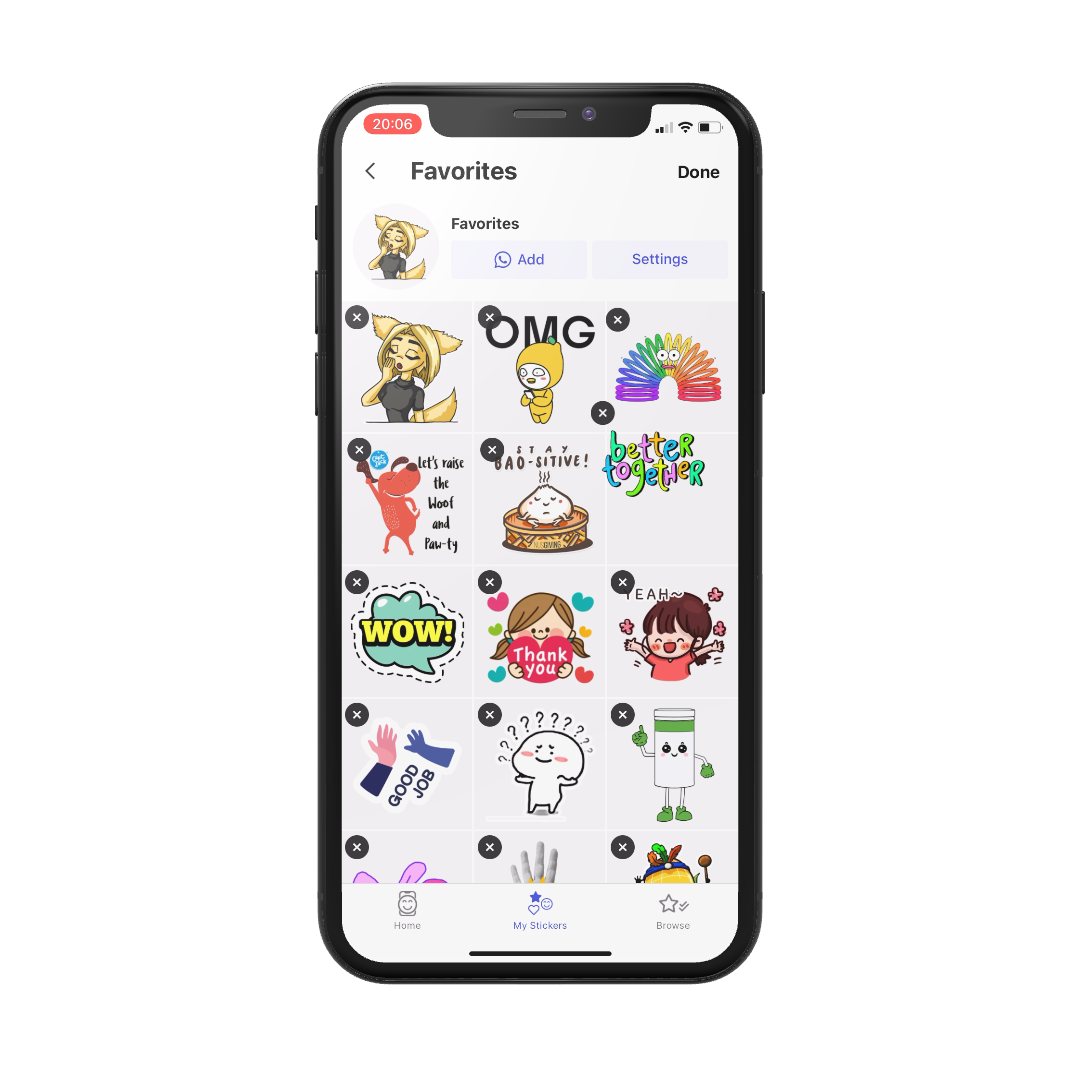 20:06
Favorites
Done
Favorites
Add
Settings
OMG
Let's raise
the
Woof
and
Paw-ty
STAY
BAO-SITIVE!
GIVING
better
together
WOW!
Thank
you
YEAH~
GOOD
JOB
? ? ? ? ? ? ? ? ? ?
Home
My Stickers
Browse